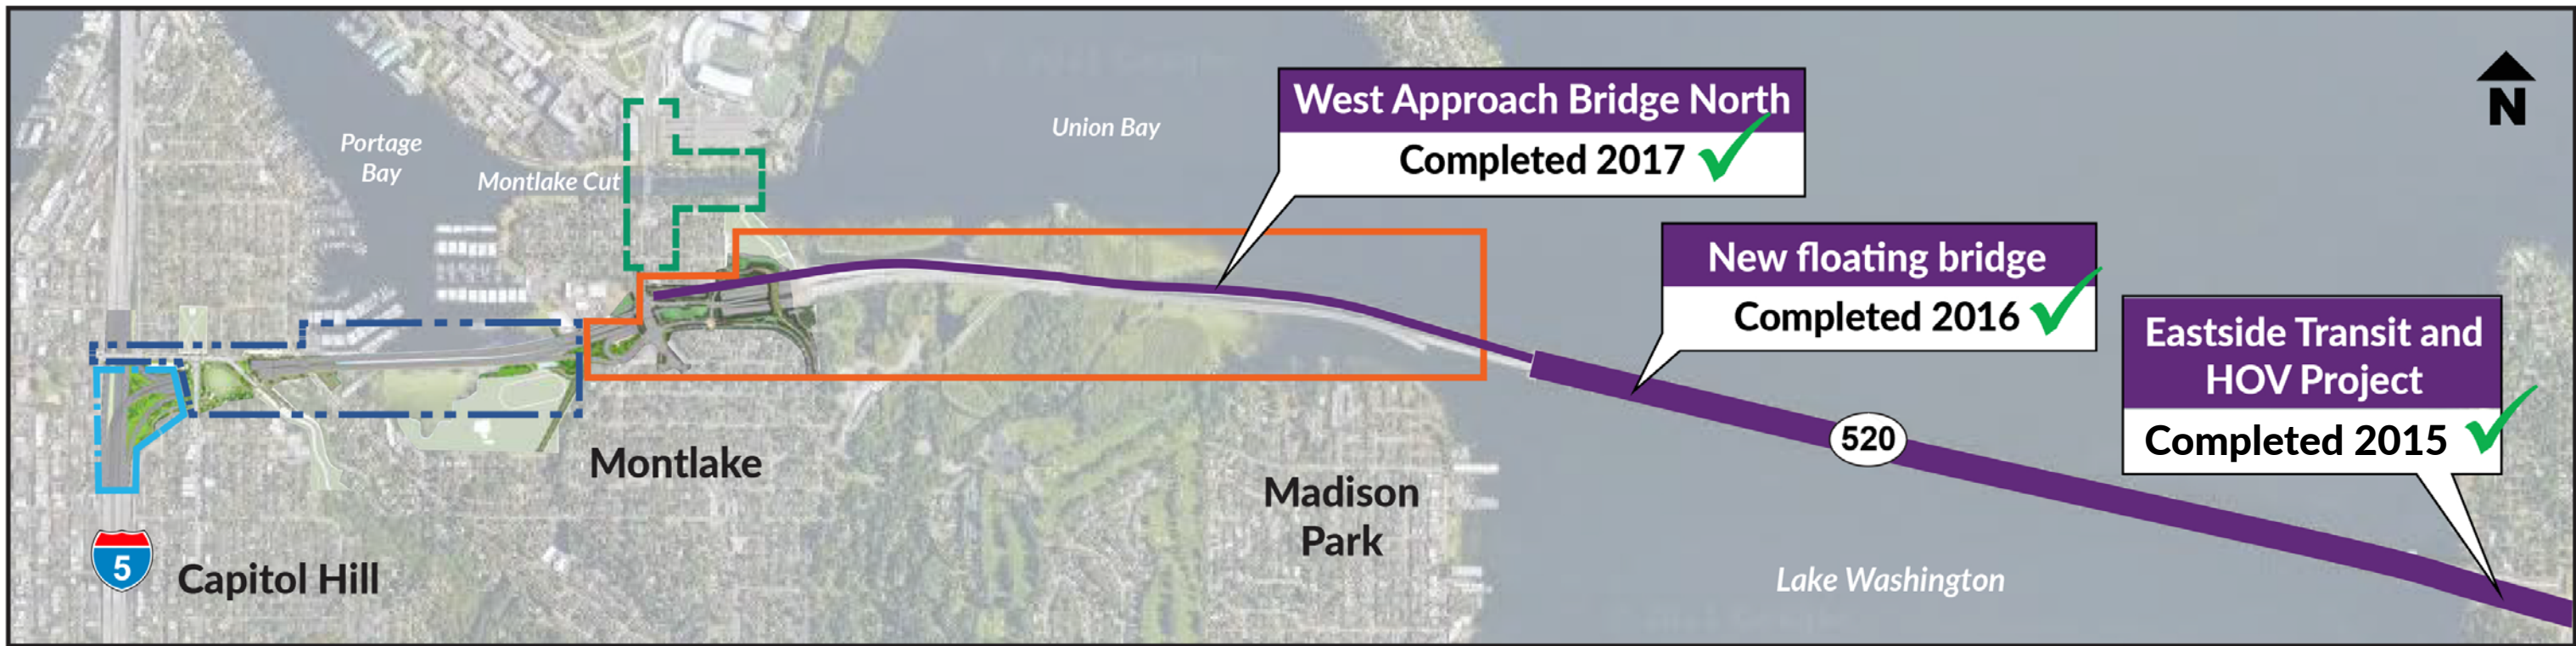 West Approach Bridge North
Completed 2017
N
Union Bay
Portage
Bay
Montlake Cut
New floating bridge
Completed 2016
Eastside Transit and
HOV Project
Completed 2015
520
Montlake
Madison
Park
5
Capitol Hill
Lake Washington